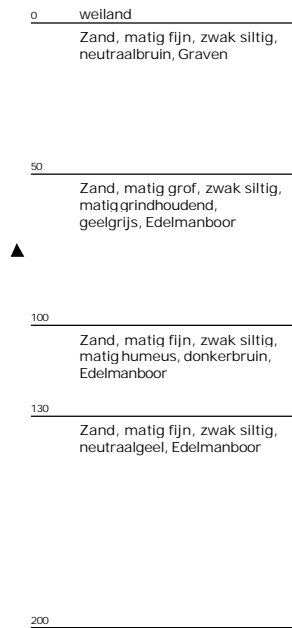 0 weiland
Zand, matig fijn, zwak siltig,
neutraalbruin, Graven
50
Zand, matig grof, zwak siltig,
matig grindhoudend,
geelgrijs, Edelmanboor
100
Zand, matig fijn, zwak siltig,
matig humeus, donkerbruin,
Edelmanboor
130
Zand, matig fijn, zwak siltig,
neutraalgeel, Edelmanboor
200